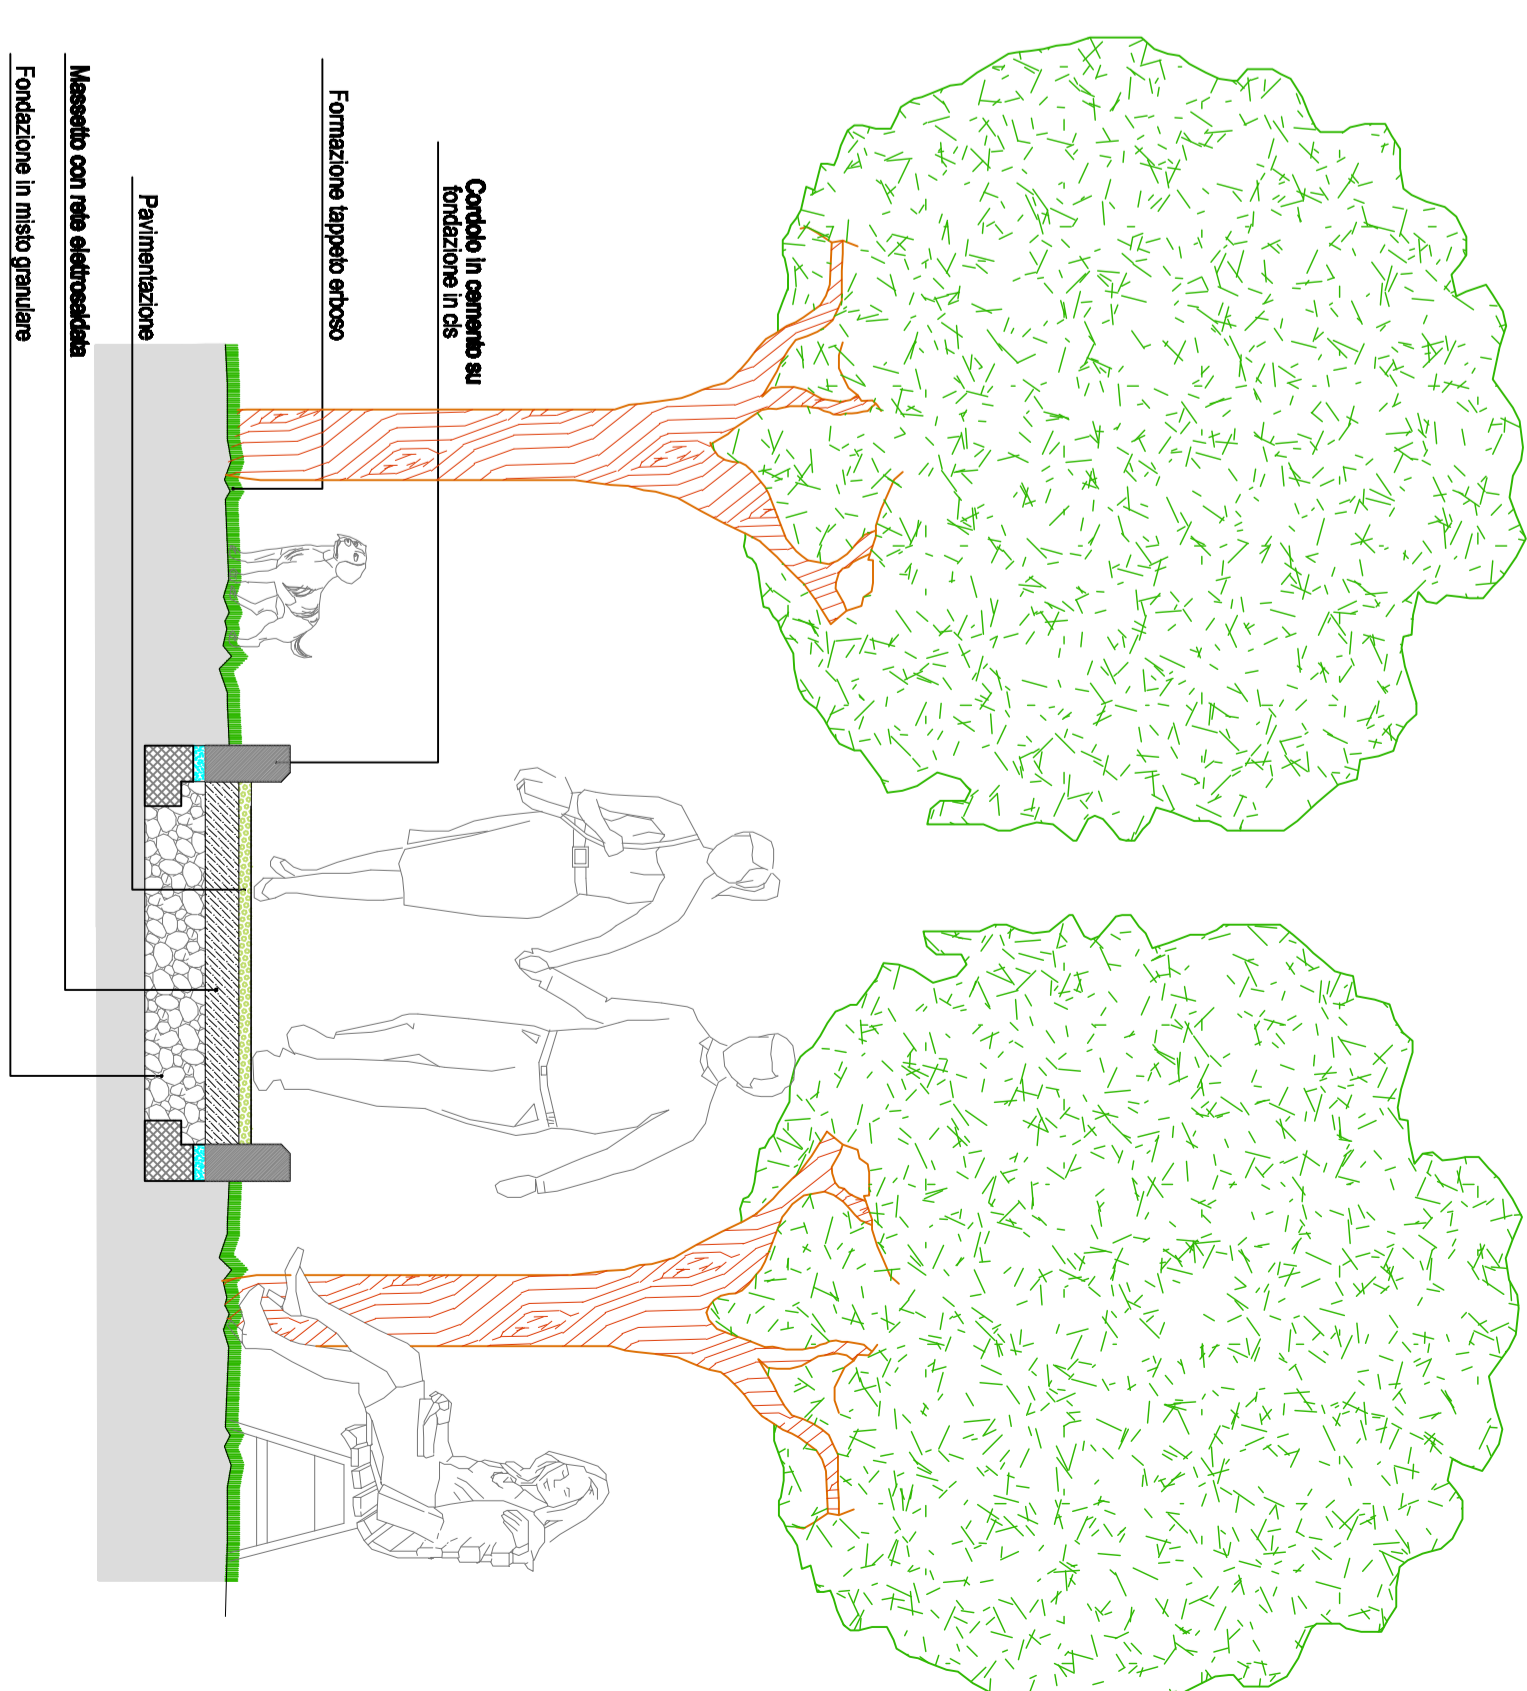 Cordolo in cemento su
fondazione in cls
Formazione tappeto erboso
Pavimentazione
Massetto con rete elettrosaldata
Fondazione in misto granulare